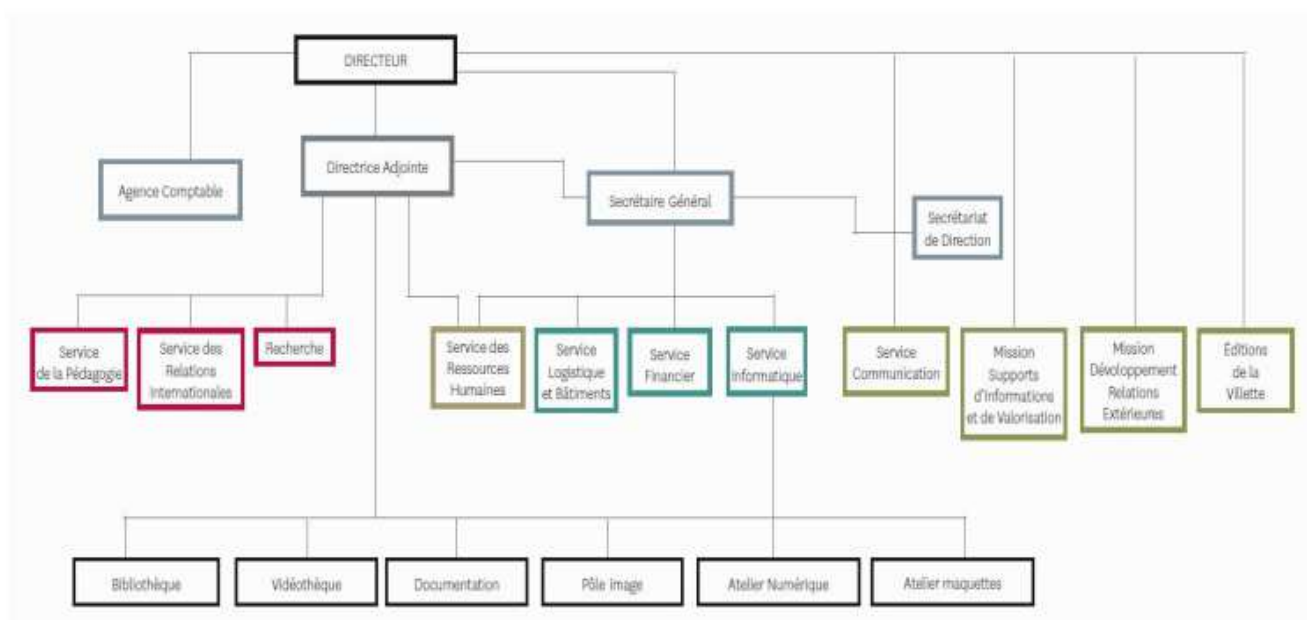 DIRECTEUR
Directrice Adjointe
Agence Comptable
Secrétaire Général
Secrétariat
de Direction
Service
de la Pédagogie
Service des
Relations
Internationales
Recherche
Service des
Ressources
Humaines
Service
Logistique
et Bâtiments
Service
Financier
Service
Informatique
Service
Communication
Mission
Supports
d'Informations
et de Valorisation
Mission
Dévoloppement
Relations
Extérieures
Éditions
de la
Villette
Bibliothèque
Vidéothèque
Documentation
Pôle image
Atelier Numérique
Atelier maquettes